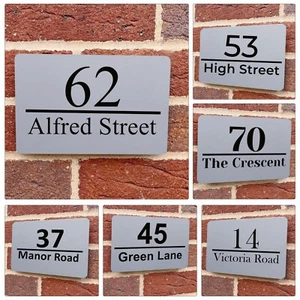 62
Alfred Street
53
High Street
70
The Crescent
37
Manor Road
45
Green Lane
14
Victoria Road